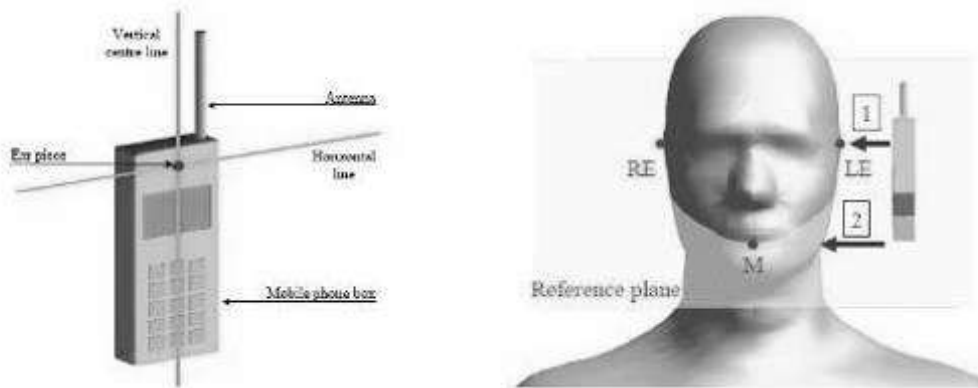 Vertical
centre line
Antenna
Ear piece
Horizontal
line
Mobile phone box
1
RE
LE
2
M
Reference plane